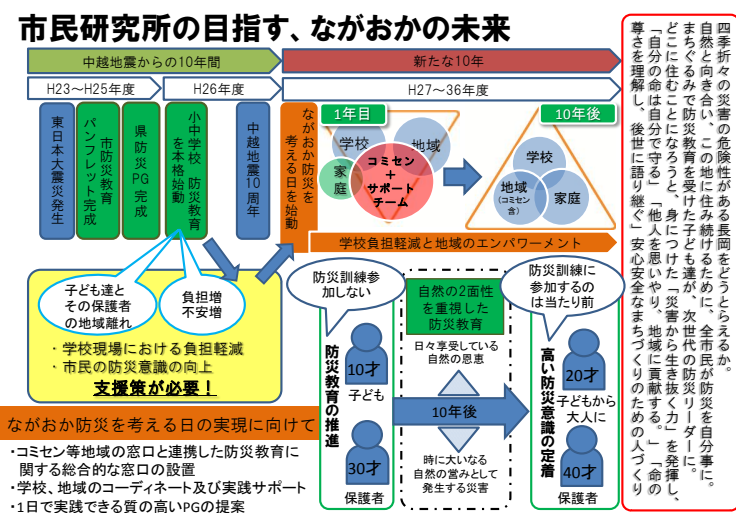 市民研究所の目指す、ながおかの未来
中越地震からの10年間
新たな10年
H23～H25年度
H26年度
H27～36年度
東日本大震災発生
市防災教育
パンフレット完成
県防災PG完成
小中学校 防災教育
を本格始動
中越地震10周年
ながおか防災を
考える日を始動
1年目
学校
地域
家庭
コミセン
＋
サポート
チーム
10年後
学校
地域
(コミセン
含)
家庭
学校負担軽減と地域のエンパワーメント
子ども達と
その保護者
の地域離れ
負担増
不安増
・学校現場における負担軽減
・市民の防災意識の向上
支援策が必要！
ながおか防災を考える日の実現に向けて
・コミセン等地域の窓口と連携した防災教育に
関する総合的な窓口の設置
・学校、地域のコーディネート及び実践サポート
・1日で実践できる質の高いPGの提案
防災訓練参
加しない
防災教育の推進
10才
子ども
30才
保護者
自然の2面性
を重視した
防災教育
日々享受している
自然の恩恵
10年後
時に大いなる
自然の営みとして
発生する災害
防災訓練に
参加するの
は当たり前
高い防災意識の定着
20才
子どもから
大人に
40才
保護者
四季折々の災害の危険性がある長岡をどうとらえるか。
自然と向き合い、この地に住み続けるために、全市民が防災を自分事に。
まちぐるみで防災教育を受けた子ども達が、次世代の防災リーダーに。
どこに住むことになろうと、身につけた「災害から生き抜く力」を発揮し、
「自分の命は自分で守る」「他人を思いやり、地域に貢献する。」「命の
尊さを理解し、後世に語り継ぐ」安心安全なまちづくりのための人づくり